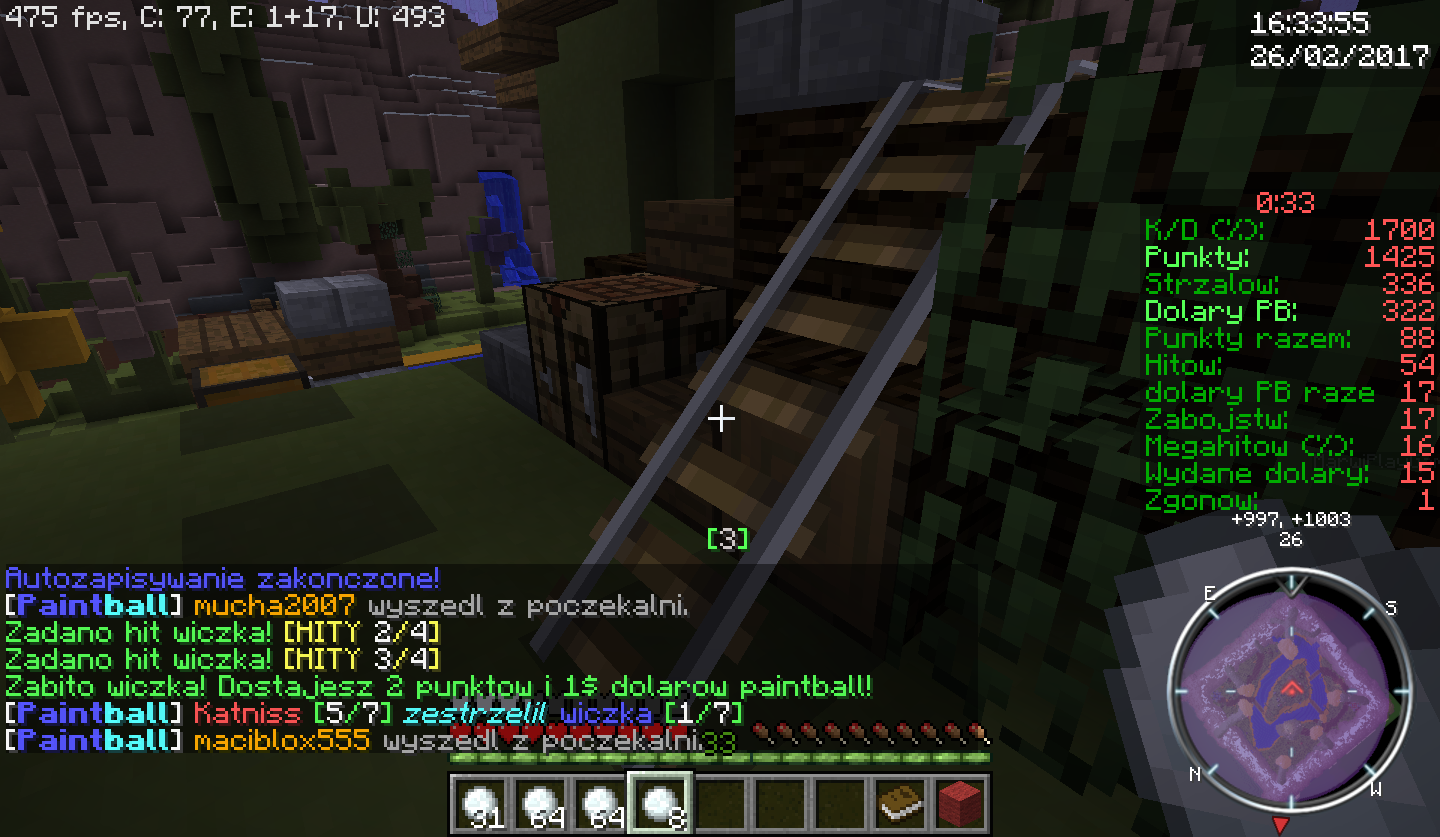 475 fps, C: 77, E: 1+17, U: 493
16:33:55
26/02/2017
0:33
K/D (%): 1700
Punkty: 1425
Strzalow: 336
Dolary PB: 322
Punkty razem: 88
Hitow: 54
dolary PB raze 17
Zabojstw: 17
Megahitow (%): 16
Wydane dolary: 15
Zgonow: 1
+997, +1003
26
E
S
N
W
[3]
Autozapisywanie zakonczone!
[Paintball] mucha2007 wyszedl z poczekalni.
Zadano hit wiczka! [HITY 2/4]
Zadano hit wiczka! [HITY 3/4]
Zabito wiczka! Dostajesz 2 punktow i 1$ dolarow paintball!
[Paintball] Katniss [5/7] zestrzelil wiczka [1/7]
[Paintball] maciblox555 wyszedl z poczekalni.
33
31 64 64 8